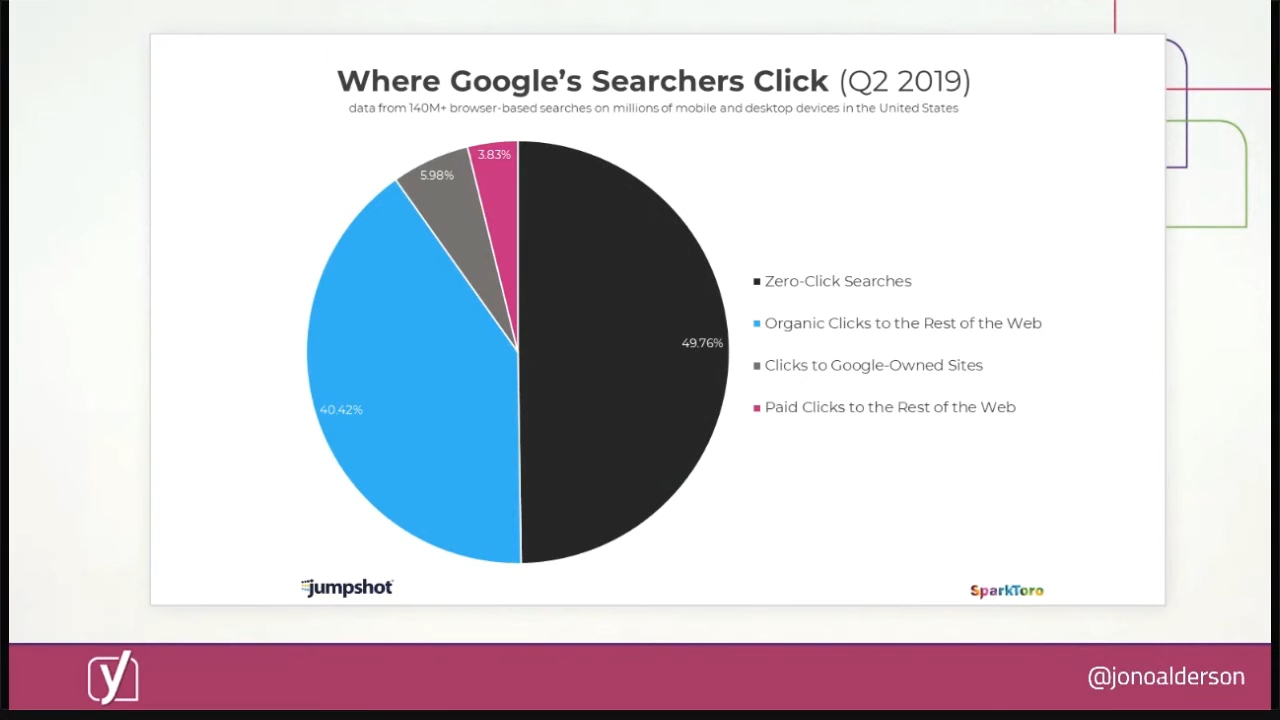 Where Google's Searchers Click (Q2 2019)
data from 140M+ browser-based searches on millions of mobile and desktop devices in the United States
3.83%
5.98%
49.76%
40.42%
Zero-Click Searches
Organic Clicks to the Rest of the Web
Clicks to Google-Owned Sites
Paid Clicks to the Rest of the Web
jumpshot
SparkToro
y
@jonoalderson